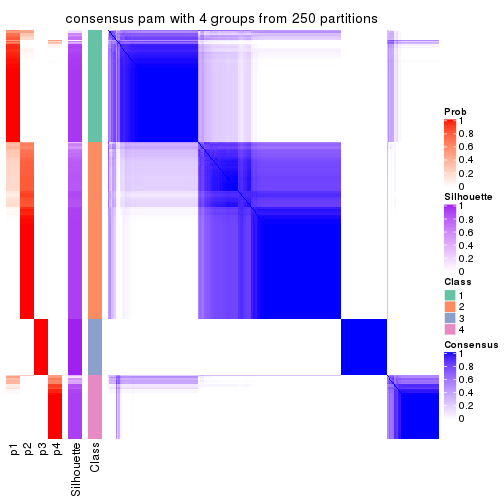 consensus pam with 4 groups from 250 partitions
Prob
1
0.8
0.6
0.4
0.2
0
Silhouette
1
0.8
0.6
0.4
0.2
0
Class
1
2
3
4
Consensus
1
0.8
0.6
0.4
0.2
0
p1
p2
p3
p4
Silhouette
Class